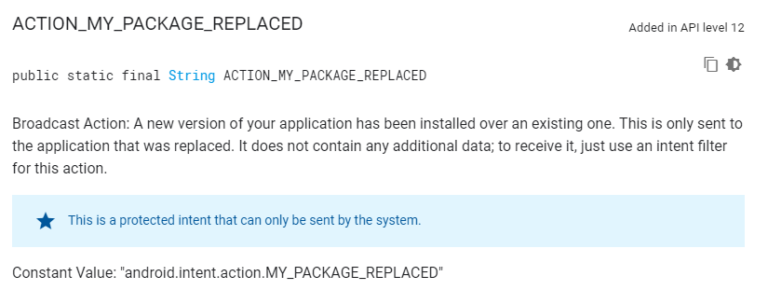 ACTION_MY_PACKAGE_REPLACED
Added in API level 12
public static final String ACTION_MY_PACKAGE_REPLACED
Broadcast Action: A new version of your application has been installed over an existing one. This is only sent to
the application that was replaced. It does not contain any additional data; to receive it, just use an intent filter
for this action.
This is a protected intent that can only be sent by the system.
Constant Value: "android.intent.action.MY_PACKAGE_REPLACED"